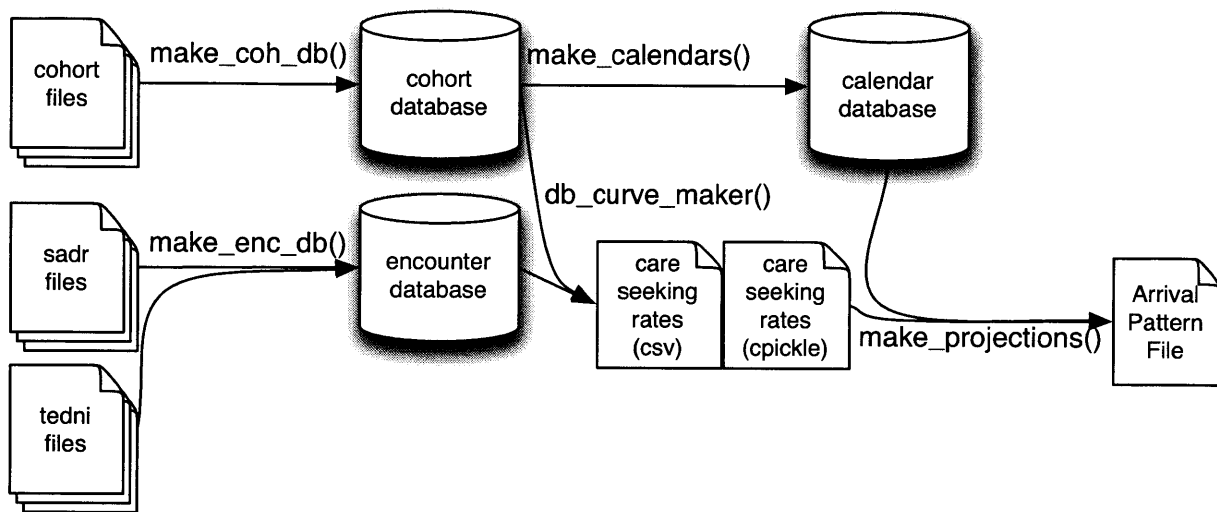 cohort
files
make_coh_db()
cohort
database
make_calendars()
calendar
database
sadr
files
make_enc_db()
encounter
database
db_curve_maker()
care
seeking
rates
(csv)
care
seeking
rates
(cpickle)
make_projections()
Arrival
Pattern
File
tedni
files